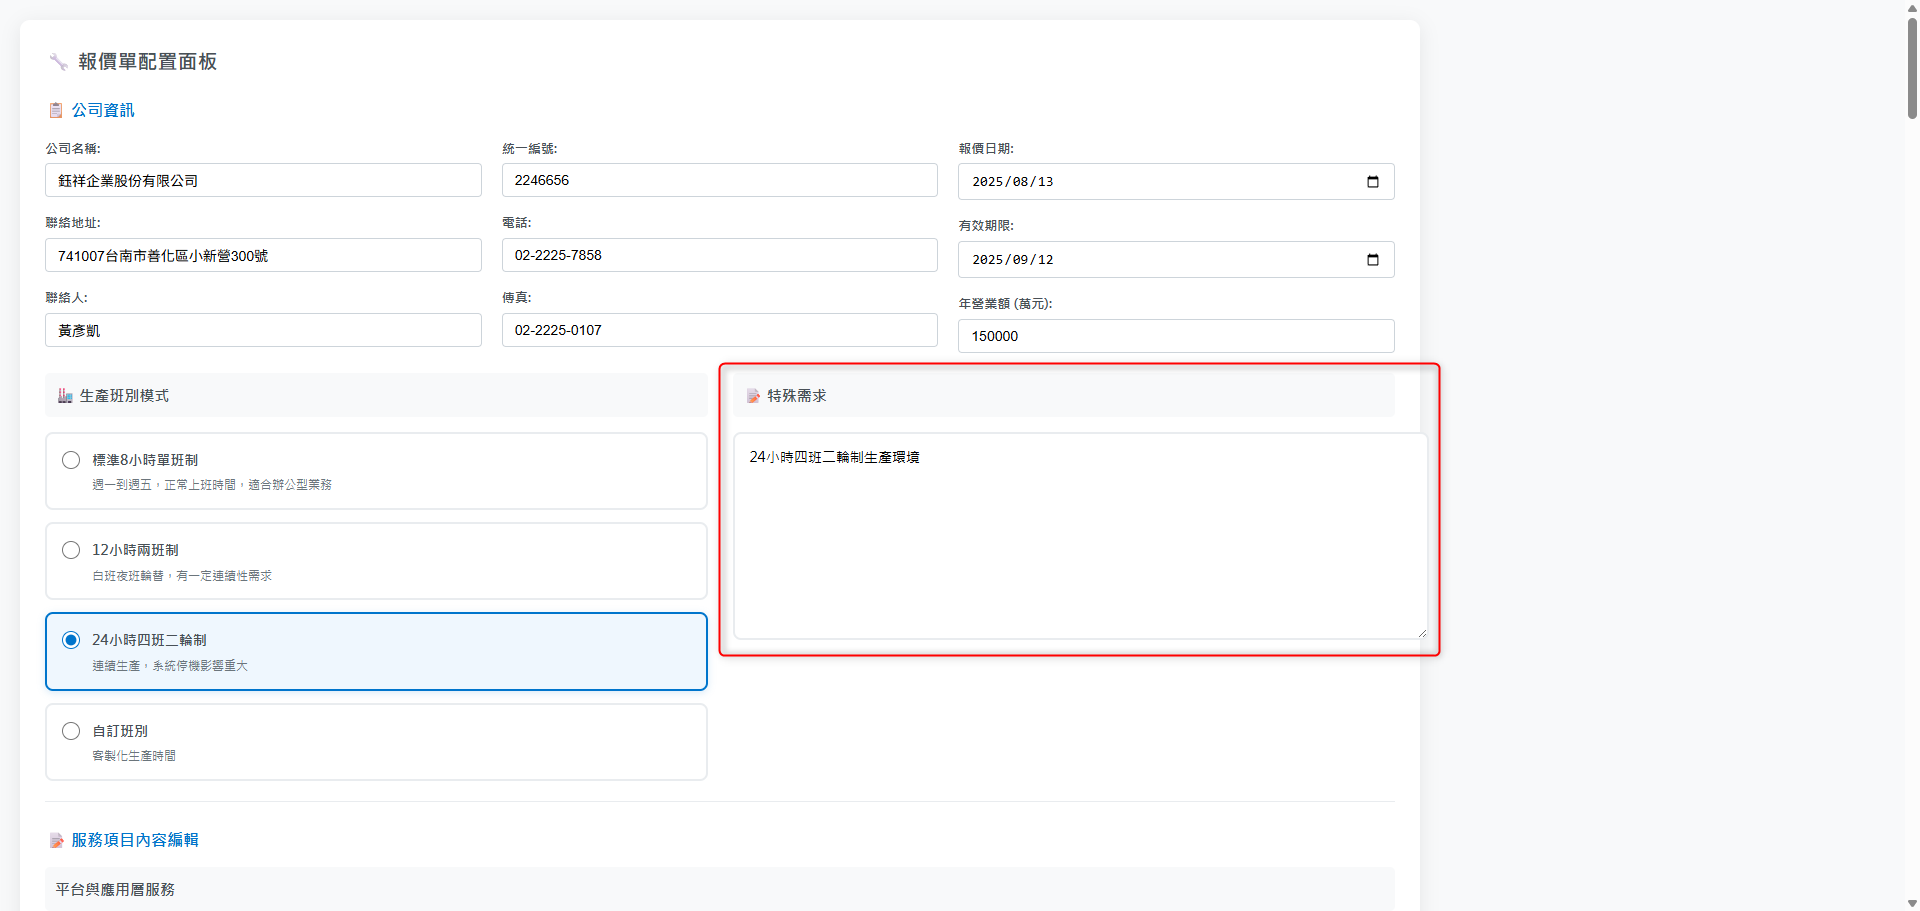 報價單配置面板
公司資訊
公司名稱:
鈺祥企業股份有限公司
統一編號:
2246656
報價日期:
2025/08/13
聯絡地址:
741007台南市善化區小新營300號
電話:
02-2225-7858
有效期限:
2025/09/12
聯絡人:
黃彥凱
傳真:
02-2225-0107
年營業額 (萬元):
150000
生產班別模式
標準8小時單班制
週一到週五，正常上班時間，適合辦公型業務
12小時兩班制
白班夜班輪替，有一定連續性需求
24小時四班二輪制
連續生產，系統停機影響重大
自訂班別
客製化生產時間
特殊需求
24小時四班二輪制生產環境
服務項目內容編輯
平台與應用層服務